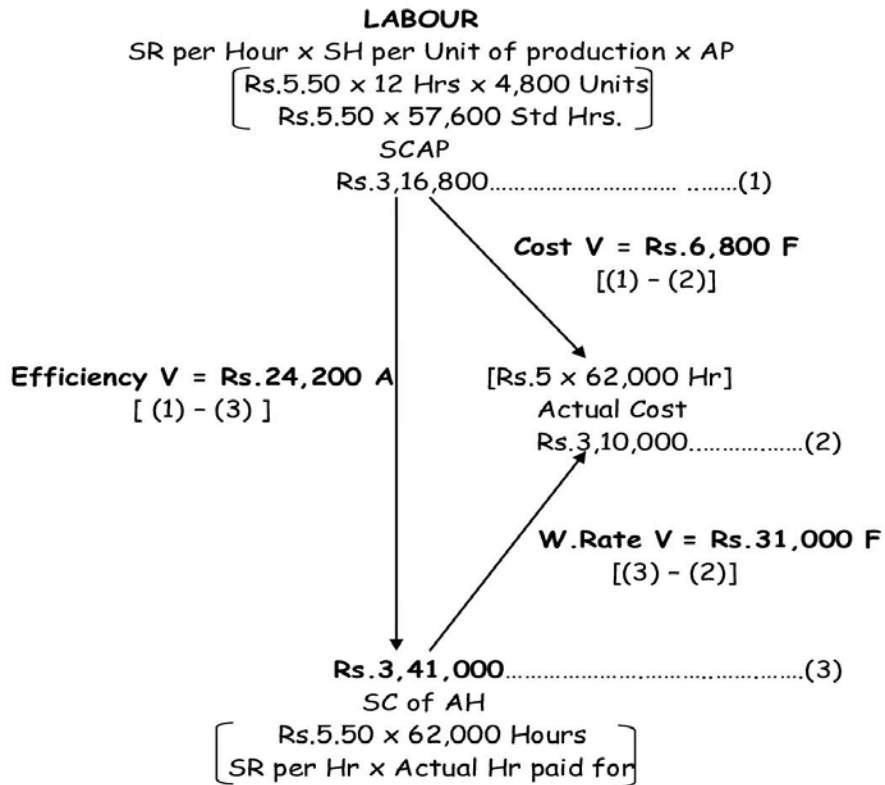 LABOUR
SR per Hour x SH per Unit of production x AP
Rs.5.50 x 12 Hrs x 4,800 Units
Rs.5.50 x 57,600 Std Hrs.
SCAP
Rs.3,16,800............................ ........(1)
Cost V = Rs.6,800 F
[(1) – (2)]
Efficiency V = Rs.24,200 A
[ (1) – (3) ]
[Rs.5 x 62,000 Hr]
Actual Cost
Rs.3,10,000...................(2)
W.Rate V = Rs.31,000 F
[(3) – (2)]
Rs.3,41,000.................................................(3)
SC of AH
Rs.5.50 x 62,000 Hours
SR per Hr x Actual Hr paid for